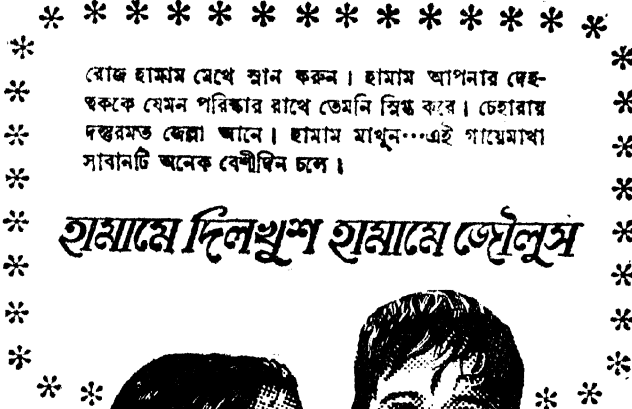 রোজ হামাম মেখে স্নান করুন। হামাম আপনার দেহ-
ত্বককে যেমন পরিষ্কার রাখে তেমনি স্নিগ্ধ করে। চেহারায়
দস্তুরমত জেল্লা আনে। হামাম মাখুন···এই গায়েমাখা
সাবানটি অনেক বেশীদিন চলে।
হামামে দিলখুশ হামামে জৌলুস